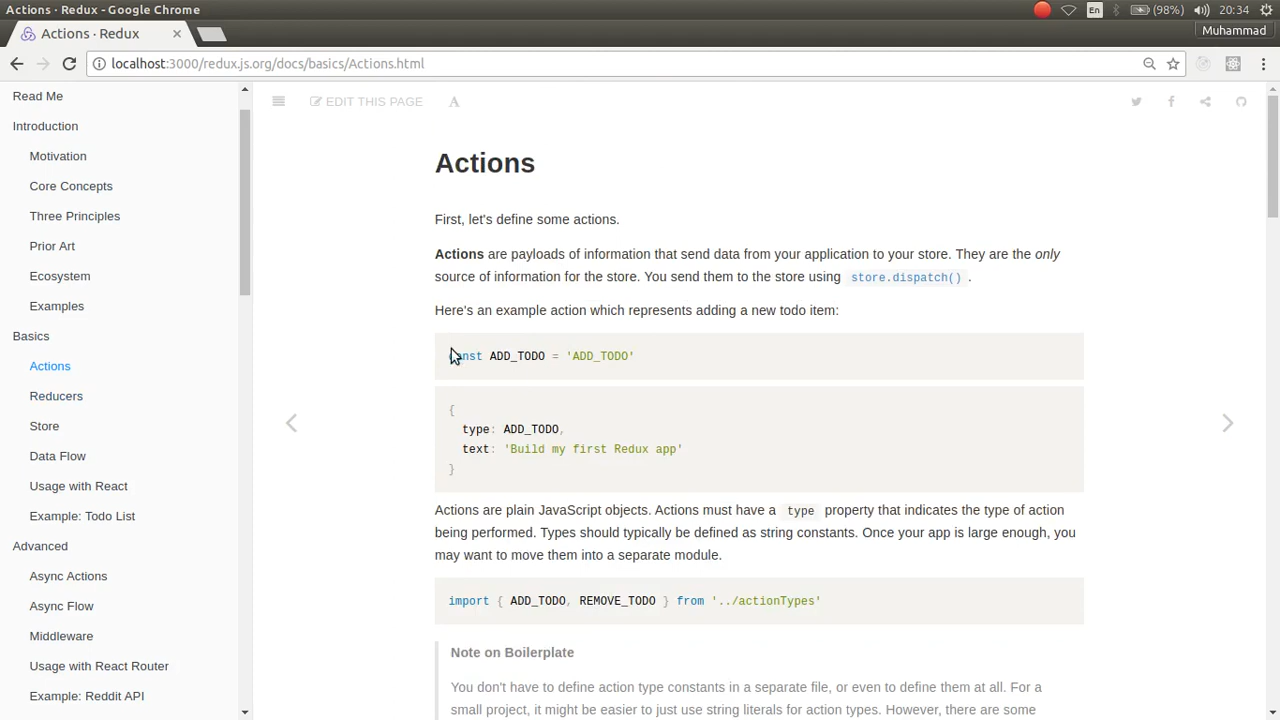 Actions · Redux - Google Chrome
En
(98%)
20:34
Actions · Redux
Muhammad
localhost:3000/redux.js.org/docs/basics/Actions.html
Read Me
Introduction
Motivation
Core Concepts
Three Principles
Prior Art
Ecosystem
Examples
Basics
Actions
Reducers
Store
Data Flow
Usage with React
Example: Todo List
Advanced
Async Actions
Async Flow
Middleware
Usage with React Router
Example: Reddit API
EDIT THIS PAGE
A
Actions
First, let's define some actions.
Actions are payloads of information that send data from your application to your store. They are the only
source of information for the store. You send them to the store using store.dispatch() .
Here's an example action which represents adding a new todo item:
const ADD_TODO = 'ADD_TODO'
{
type: ADD_TODO,
text: 'Build my first Redux app'
}
Actions are plain JavaScript objects. Actions must have a type property that indicates the type of action
being performed. Types should typically be defined as string constants. Once your app is large enough, you
may want to move them into a separate module.
import { ADD_TODO, REMOVE_TODO } from '../actionTypes'
Note on Boilerplate
You don't have to define action type constants in a separate file, or even to define them at all. For a
small project, it might be easier to just use string literals for action types. However, there are some